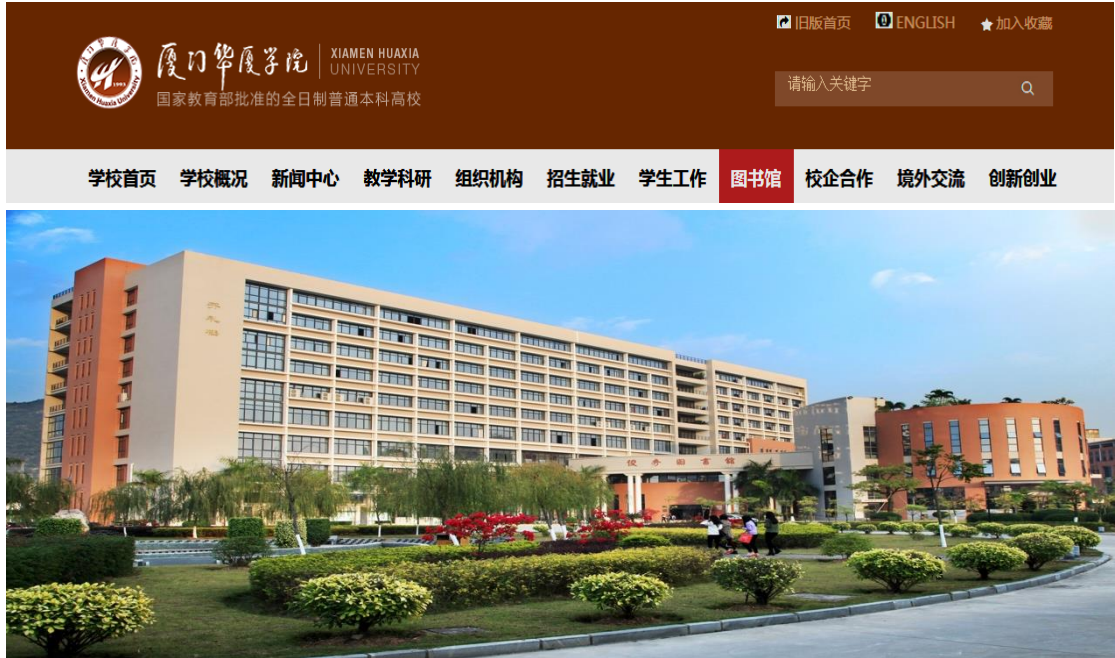 旧版首页 ENGLISH 加入收藏
厦门华厦学院 XIAMEN HUAXIA
UNIVERSITY
国家教育部批准的全日制普通本科高校
请输入关键字
学校首页 学校概况 新闻中心 教学科研 组织机构 招生就业 学生工作 图书馆 校企合作 境外交流 创新创业